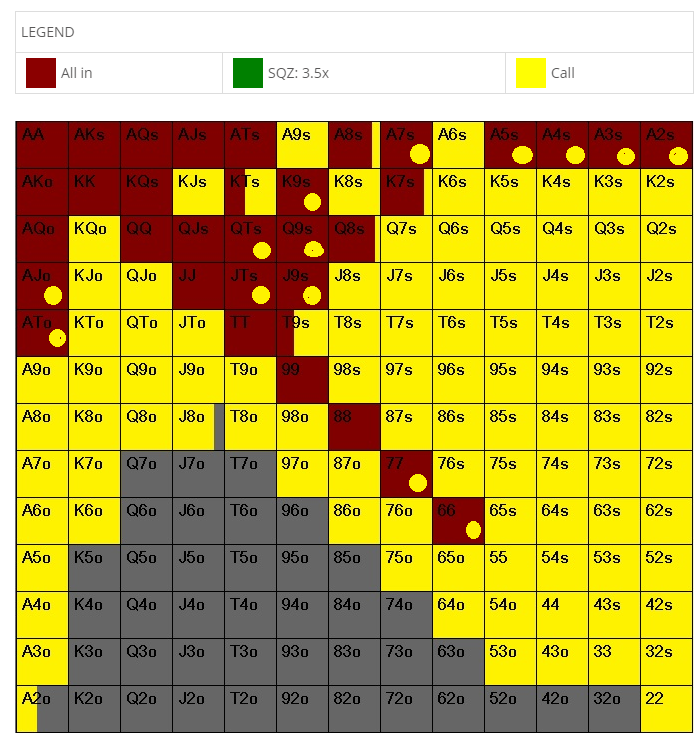 LEGEND
All in SQZ: 3.5x Call
AA AKs AQs AJs ATs A9s A8s A7s A6s A5s A4s A3s A2s
AKo KK KQs KJs KTs K9s K8s K7s K6s K5s K4s K3s K2s
AQo KQo QQ QJs QTs Q9s Q8s Q7s Q6s Q5s Q4s Q3s Q2s
AJo KJo QJo JJ JTs J9s J8s J7s J6s J5s J4s J3s J2s
ATo KTo QTo JTo TT T9s T8s T7s T6s T5s T4s T3s T2s
A9o K9o Q9o J9o T9o 99 98s 97s 96s 95s 94s 93s 92s
A8o K8o Q8o J8o T8o 98o 88 87s 86s 85s 84s 83s 82s
A7o K7o Q7o J7o T7o 97o 87o 77 76s 75s 74s 73s 72s
A6o K6o Q6o J6o T6o 96o 86o 76o 66 65s 64s 63s 62s
A5o K5o Q5o J5o T5o 95o 85o 75o 65o 55 54s 53s 52s
A4o K4o Q4o J4o T4o 94o 84o 74o 64o 54o 44 43s 42s
A3o K3o Q3o J3o T3o 93o 83o 73o 63o 53o 43o 33 32s
A2o K2o Q2o J2o T2o 92o 82o 72o 62o 52o 42o 32o 22